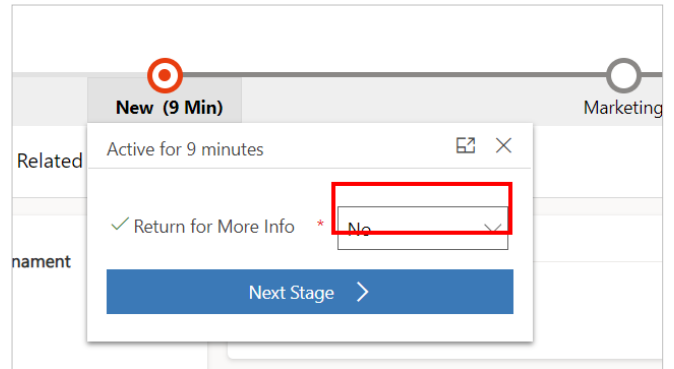 New (9 Min)
Marketing
Related
Active for 9 minutes
Return for More Info * No
nament
Next Stage